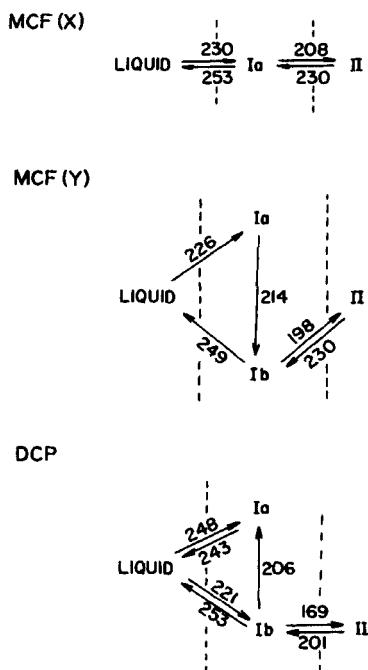 MCF (X)
230 208
LIQUID Ia II
253 230
MCF (Y)
Ia
226
LIQUID 214 II
249 198
230
Ib
DCP
Ia
248
243
LIQUID 206
221
253 169
Ib II
201